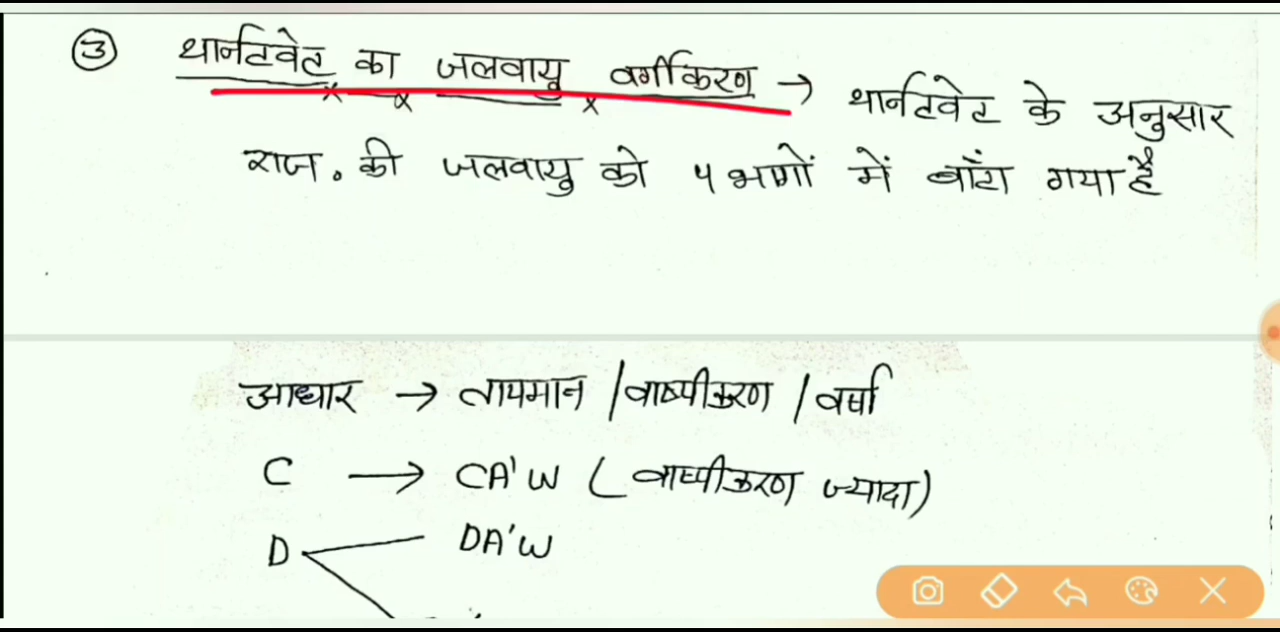 ③ थार्नटवेट का जलवायु वर्गीकरण → थार्नटवेट के अनुसार
राज. की जलवायु को 4 भागों में बाँटा गया है
आधार → तापमान / वाष्पीकरण / वर्षा
C → CA'W ( वाष्पीकरण ज्यादा)
D DA'W